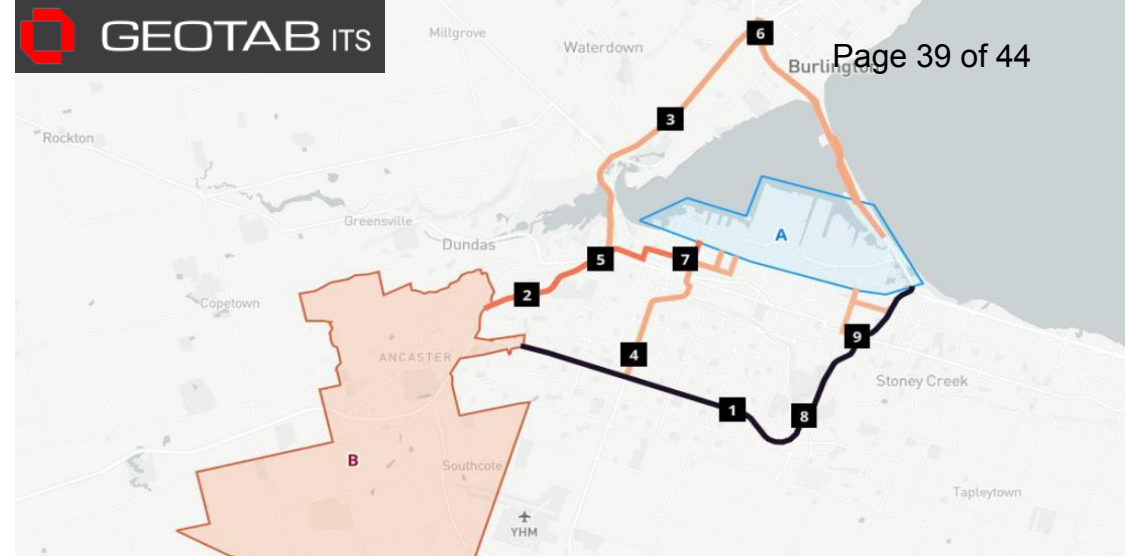 GEOTAB ITS
Millgrove
Waterdown
6
Burlington
Page 39 of 44
3
Rockton
Greensville
A
Dundas
5
7
2
Copetown
ANCASTER
4
9
Stoney Creek
1
8
B
Southcote
Tapleytown
YHM